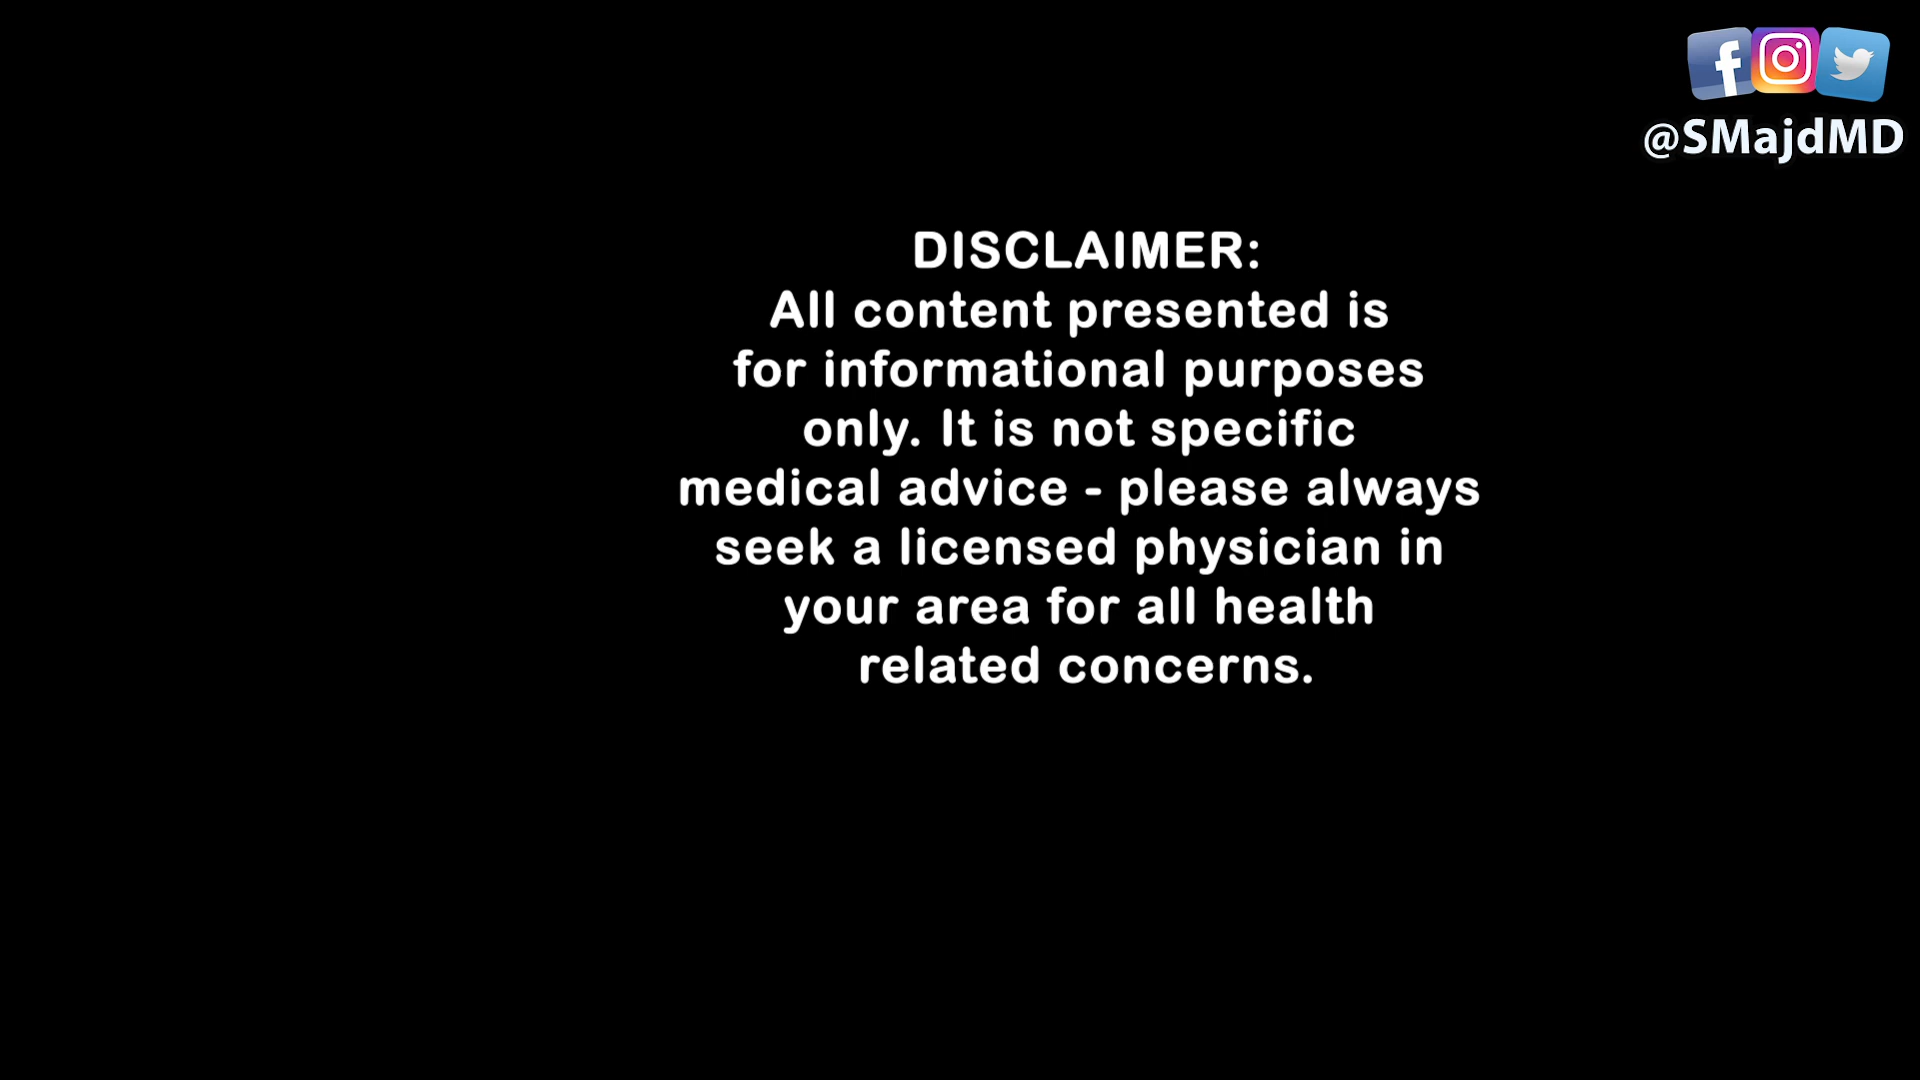 @SMajdMD
DISCLAIMER:
All content presented is
for informational purposes
only. It is not specific
medical advice - please always
seek a licensed physician in
your area for all health
related concerns.